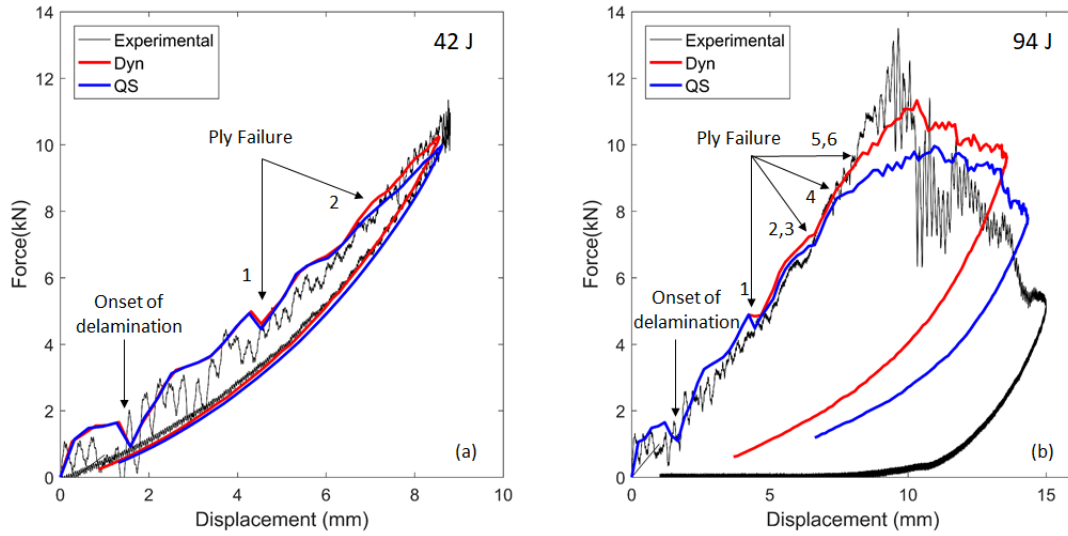 42 J
Experimental
Dyn
QS
Ply Failure
2
1
Onset of
delamination
(a)
Force(kN)
14
12
10
8
6
4
2
0
0 2 4 6 8 10
Displacement (mm)
94 J
Experimental
Dyn
QS
Ply Failure
5,6
4
2,3
1
Onset of
delamination
(b)
Force(kN)
14
12
10
8
6
4
2
0
0 5 10 15
Displacement (mm)